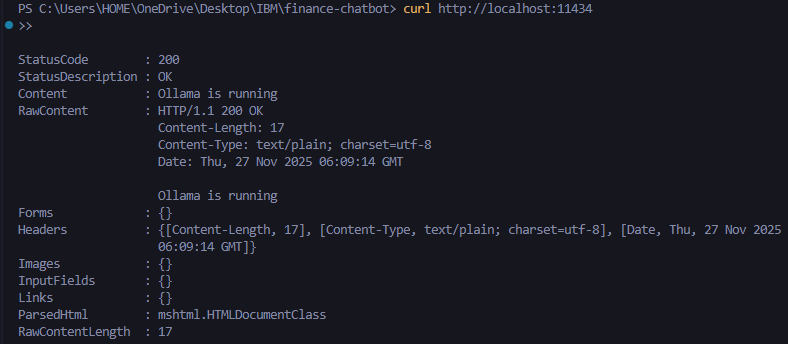 PS C:\Users\HOME\OneDrive\Desktop\IBM\finance-chatbot> curl http://localhost:11434
>>
StatusCode        : 200
StatusDescription : OK
Content           : Ollama is running
RawContent        : HTTP/1.1 200 OK
                    Content-Length: 17
                    Content-Type: text/plain; charset=utf-8
                    Date: Thu, 27 Nov 2025 06:09:14 GMT

                    Ollama is running
Forms             : {}
Headers           : {[Content-Length, 17], [Content-Type, text/plain; charset=utf-8], [Date, Thu, 27 Nov 2025
                    06:09:14 GMT]}
Images            : {}
InputFields       : {}
Links             : {}
ParsedHtml        : mshtml.HTMLDocumentClass
RawContentLength  : 17